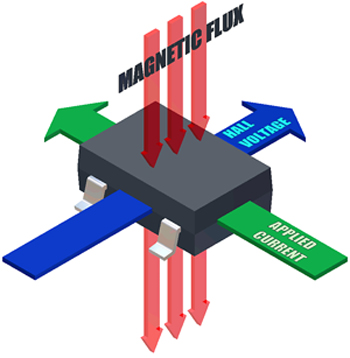 MAGNETIC FLUX
HALL
VOLTAGE
APPLIED
CURRENT